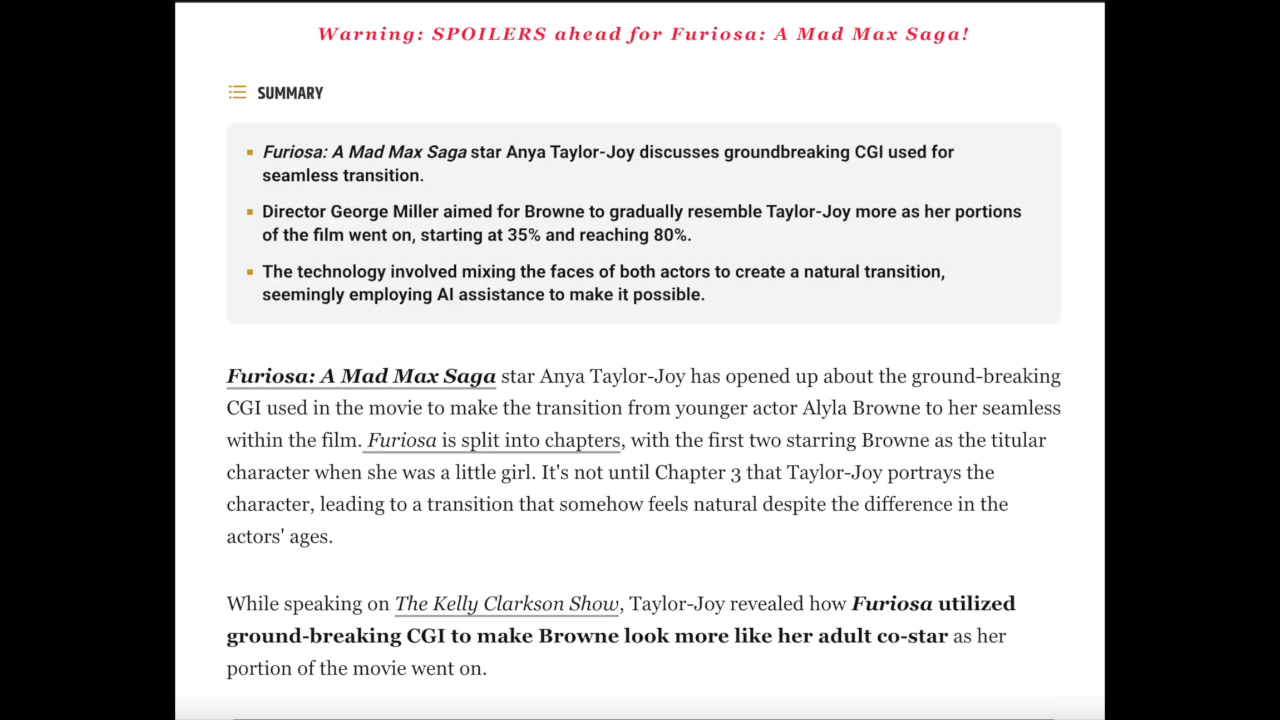 Warning: SPOILERS ahead for Furiosa: A Mad Max Saga!
SUMMARY
Furiosa: A Mad Max Saga star Anya Taylor-Joy discusses groundbreaking CGI used for
seamless transition.
Director George Miller aimed for Browne to gradually resemble Taylor-Joy more as her portions
of the film went on, starting at 35% and reaching 80%.
The technology involved mixing the faces of both actors to create a natural transition,
seemingly employing AI assistance to make it possible.
Furiosa: A Mad Max Saga star Anya Taylor-Joy has opened up about the ground-breaking
CGI used in the movie to make the transition from younger actor Alyla Browne to her seamless
within the film. Furiosa is split into chapters, with the first two starring Browne as the titular
character when she was a little girl. It's not until Chapter 3 that Taylor-Joy portrays the
character, leading to a transition that somehow feels natural despite the difference in the
actors' ages.
While speaking on The Kelly Clarkson Show, Taylor-Joy revealed how Furiosa utilized
ground-breaking CGI to make Browne look more like her adult co-star as her
portion of the movie went on.